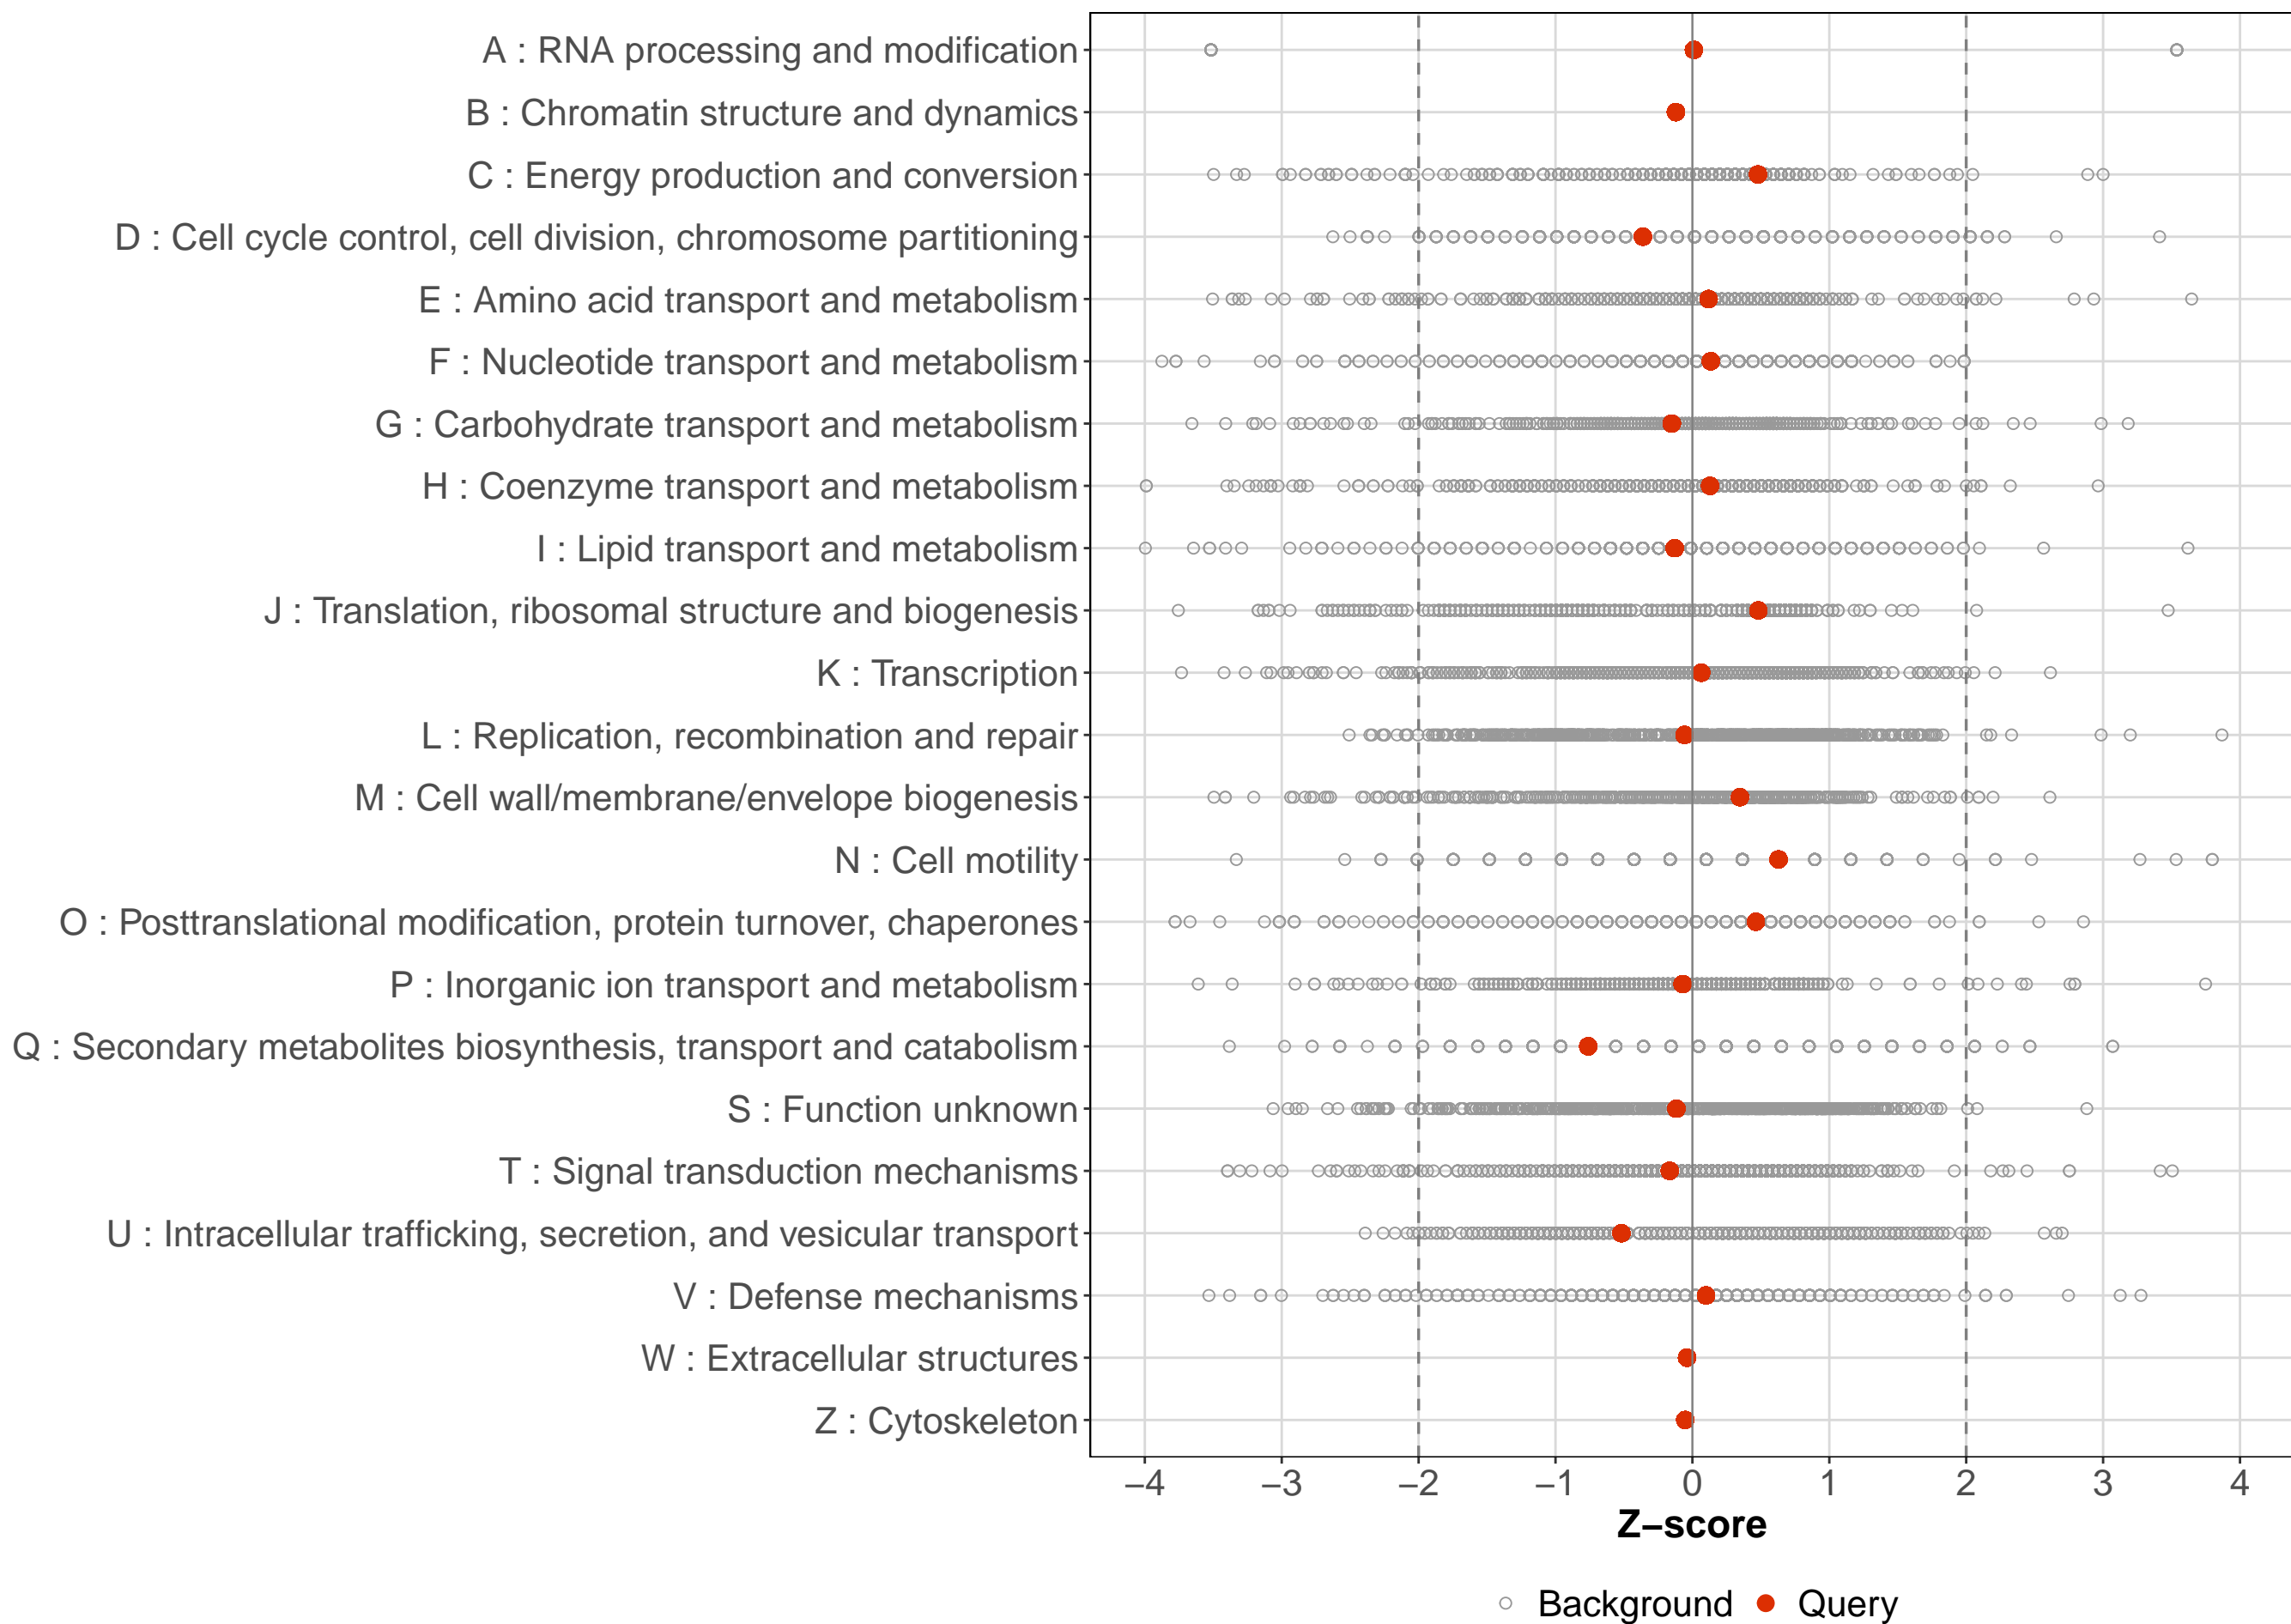 A : RNA processing and modification
B : Chromatin structure and dynamics
C : Energy production and conversion
D : Cell cycle control, cell division, chromosome partitioning
E : Amino acid transport and metabolism
F : Nucleotide transport and metabolism
G : Carbohydrate transport and metabolism
H : Coenzyme transport and metabolism
I : Lipid transport and metabolism
J : Translation, ribosomal structure and biogenesis
K : Transcription
L : Replication, recombination and repair
M : Cell wall/membrane/envelope biogenesis
N : Cell motility
O : Posttranslational modification, protein turnover, chaperones
P : Inorganic ion transport and metabolism
Q : Secondary metabolites biosynthesis, transport and catabolism
S : Function unknown
T : Signal transduction mechanisms
U : Intracellular trafficking, secretion, and vesicular transport
V : Defense mechanisms
W : Extracellular structures
Z : Cytoskeleton
−4 −3 −2 −1 0 1 2 3 4
Z−score
Background Query